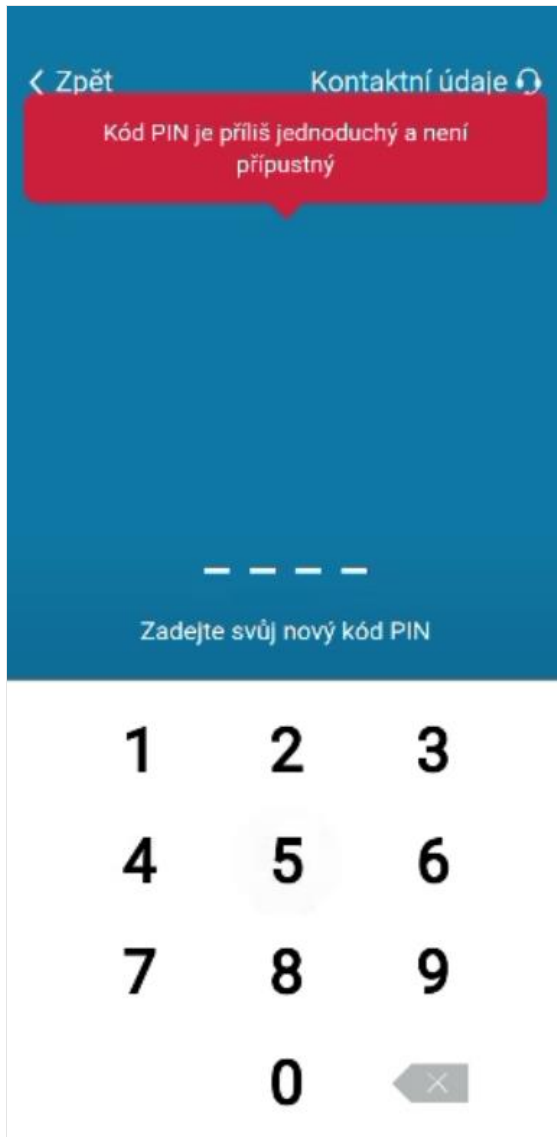 Zpět
Kontaktní údaje
Kód PIN je příliš jednoduchý a není
přípustný
Zadejte svůj nový kód PIN
1 2 3
4 5 6
7 8 9
0